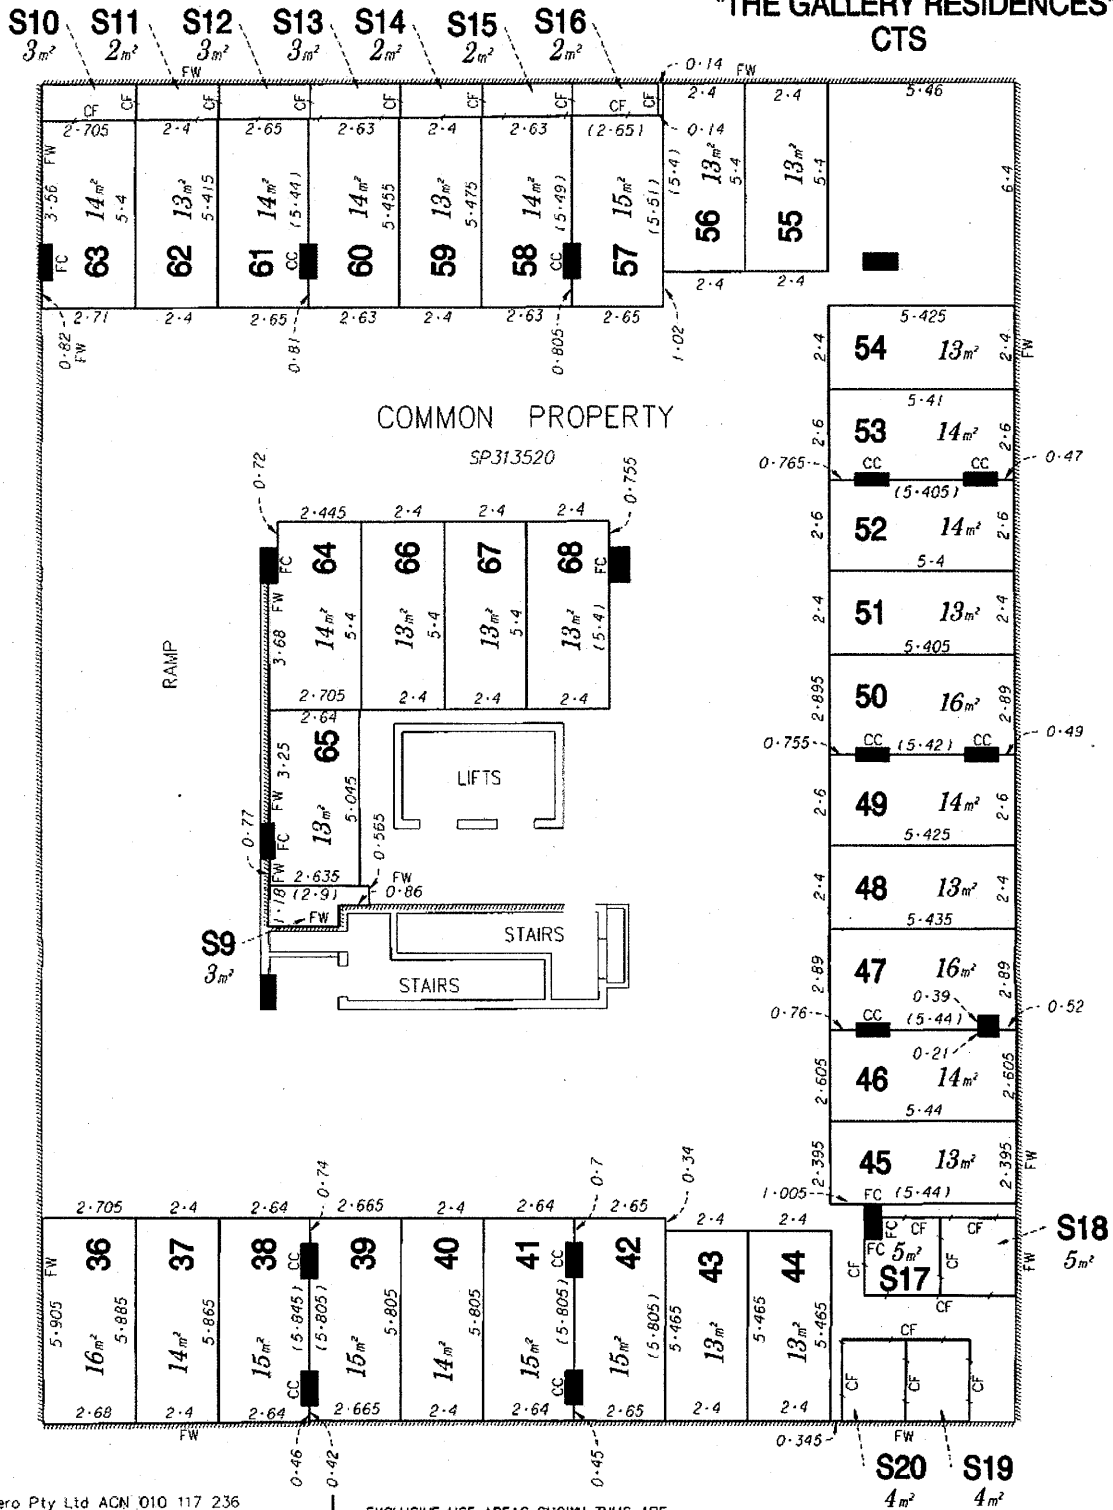 "THE GALLERY RESIDENCES"
CTS
S10 S11 S12 S13 S14 S15 S16
3m² 2m² 3m² 3m² 2m² 2m² 2m²
FW 0·14 FW
CF CF CF CF CF CF CF CF CF
2·4 2·4 5·46
2·705 2·4 2·65 2·63 2·4 2·63 (2·651) 0·14
FW 3·56 14m² 5·4 13m² 5·415 14m² (5·44) 14m² 5·455 13m² 5·475 14m² (5·49) 15m² (5·51) (5·4) 13m² 5·4 13m² 5·4 6·4
FC 63 62 61 CC 60 59 58 CC 57 56 55
2·4 2·4
2·71 2·4 2·65 2·63 2·4 2·63 2·65
0·82 FW 0·81 0·805 1·02
5·425
2·4 54 13m² 2·4 FW
5·41
2·6 53 14m² 2·6
COMMON PROPERTY
SP313520
0·765 CC CC 0·47
(5·405)
2·6 52 14m² 2·6
5·4
0·72 0·755
2·445 2·4 2·4 2·4
FC 64 66 67 68 FC
FW 3·68 14m² 5·4 13m² 5·4 13m² 5·4 13m² (5·4)
2·4 51 13m² 2·4
5·405
RAMP
2·705 2·4 2·4 2·4
2·895 50 16m² 2·89
0·755 CC (5·42) CC 0·49
2·64
3·25 65 5·045
LIFTS
FW 13m²
0·77 FC 0·565
2·6 49 14m² 2·6
5·425
FW 2·635 FW
1·18 (2·9) 0·86
FW
2·4 48 13m² 2·4
5·435
S9
3m²
STAIRS
STAIRS
2·89 47 16m² 2·89
0·39
0·76 CC (5·44) 0·52
0·21
2·605 46 14m² 2·605
5·44
2·395 45 13m² 2·395 FW
1·005 FC (5·44)
0·74 0·7 0·34
2·705 2·4 2·64 2·665 2·4 2·64 2·65 2·4 2·4
FW 36 37 38 CC 39 40 41 CC 42 43 44
5·905 16m² 5·885 14m² 5·865 15m² (5·845) (5·805) 15m² 5·805 14m² 5·805 15m² (5·805) 15m² (5·805) 5·465 13m² 5·465 13m² 5·465
CC CC
2·68 2·4 2·64 2·665 2·4 2·64 2·65 2·4 2·4
FW 0·46 0·42 0·45 0·345
FC CF CF S18
FC 5m² 5m²
CF S17 CF FW
CF
CF
CF CF CF
FW
S20 S19
4m² 4m²
Pty Ltd ACN 010 117 236
EXCLUSIVE USE AREAS SHOWN THUS ARE